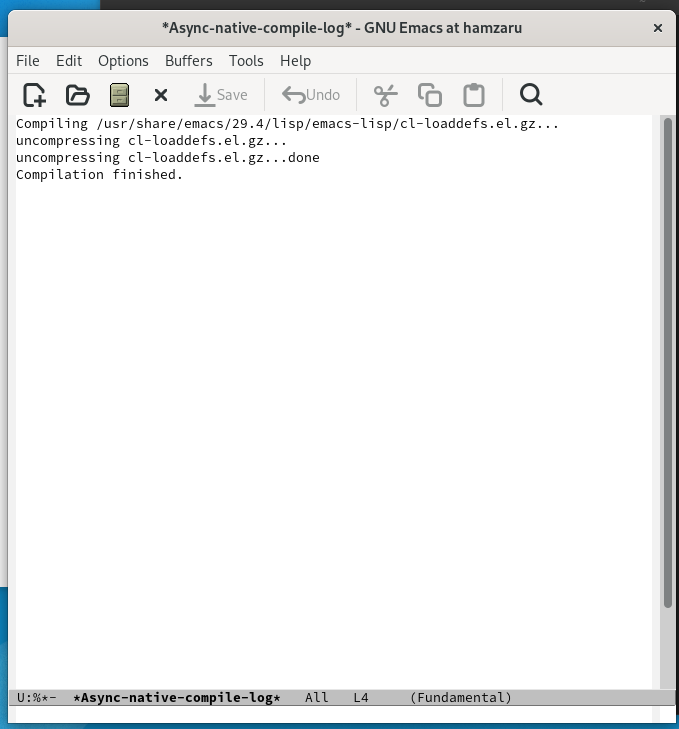 *Async-native-compile-log* - GNU Emacs at hamzaru
File Edit Options Buffers Tools Help
Save Undo
Compiling /usr/share/emacs/29.4/lisp/emacs-lisp/cl-loaddefs.el.gz...
uncompressing cl-loaddefs.el.gz...
uncompressing cl-loaddefs.el.gz...done
Compilation finished.
U:%*- *Async-native-compile-log* All L4 (Fundamental)